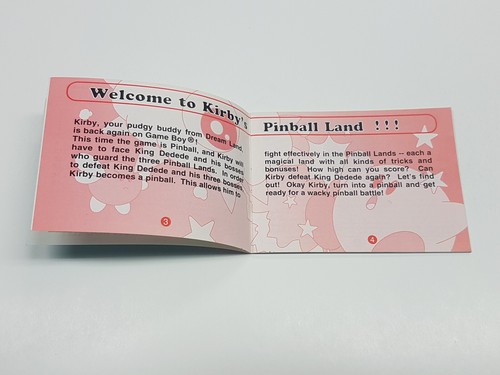 Welcome to Kirby's
Kirby, your pudgy buddy from Dream Land,
is back again on Game Boy®!
This time the game is Pinball, and Kirby will
have to face King Dedede and his bosses
who guard the three Pinball Lands. In order
to defeat King Dedede and his three bosses,
Kirby becomes a pinball. This allows him to
3
Pinball Land !!!
fight effectively in the Pinball Lands — each a
magical land with all kinds of tricks and
bonuses! How high can you score? Can
Kirby defeat King Dedede again? Let's find
out! Okay Kirby, turn into a pinball and get
ready for a wacky pinball battle!
4